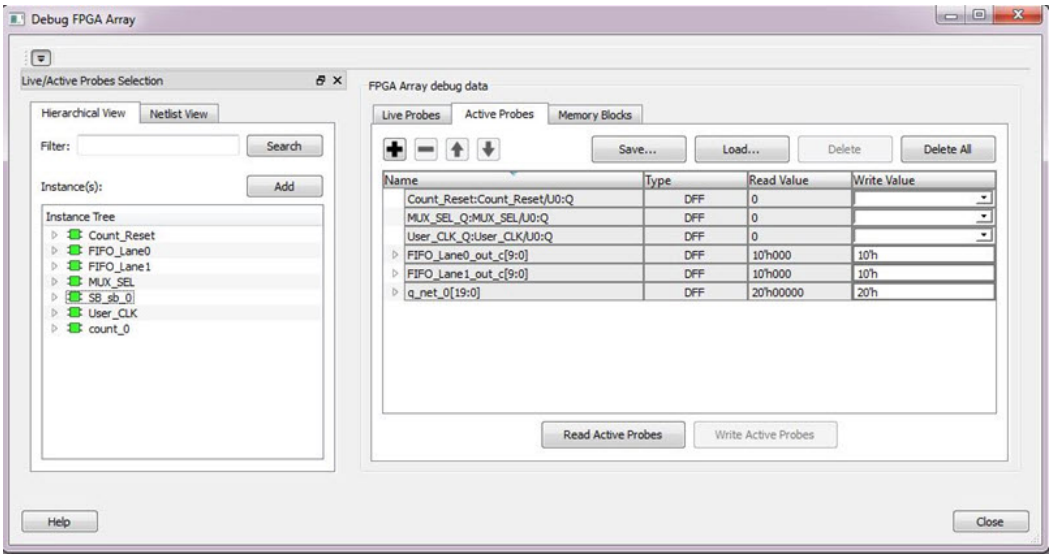 Debug FPGA Array
Live/Active Probes Selection
Hierarchical View Netlist View
Filter: Search
Instance(s): Add
Instance Tree
Count_Reset
FIFO_Lane0
FIFO_Lane1
MUX_SEL
SB_sb_0
User_CLK
count_0
FPGA Array debug data
Live Probes Active Probes Memory Blocks
Save... Load... Delete Delete All
Name Type Read Value Write Value
Count_Reset:Count_Reset/U0:Q DFF 0
MUX_SEL_Q:MUX_SEL/U0:Q DFF 0
User_CLK_Q:User_CLK/U0:Q DFF 0
FIFO_Lane0_out_c[9:0] DFF 10'h000 10'h
FIFO_Lane1_out_c[9:0] DFF 10'h000 10'h
q_net_0[19:0] DFF 20'h00000 20'h
Read Active Probes Write Active Probes
Help Close